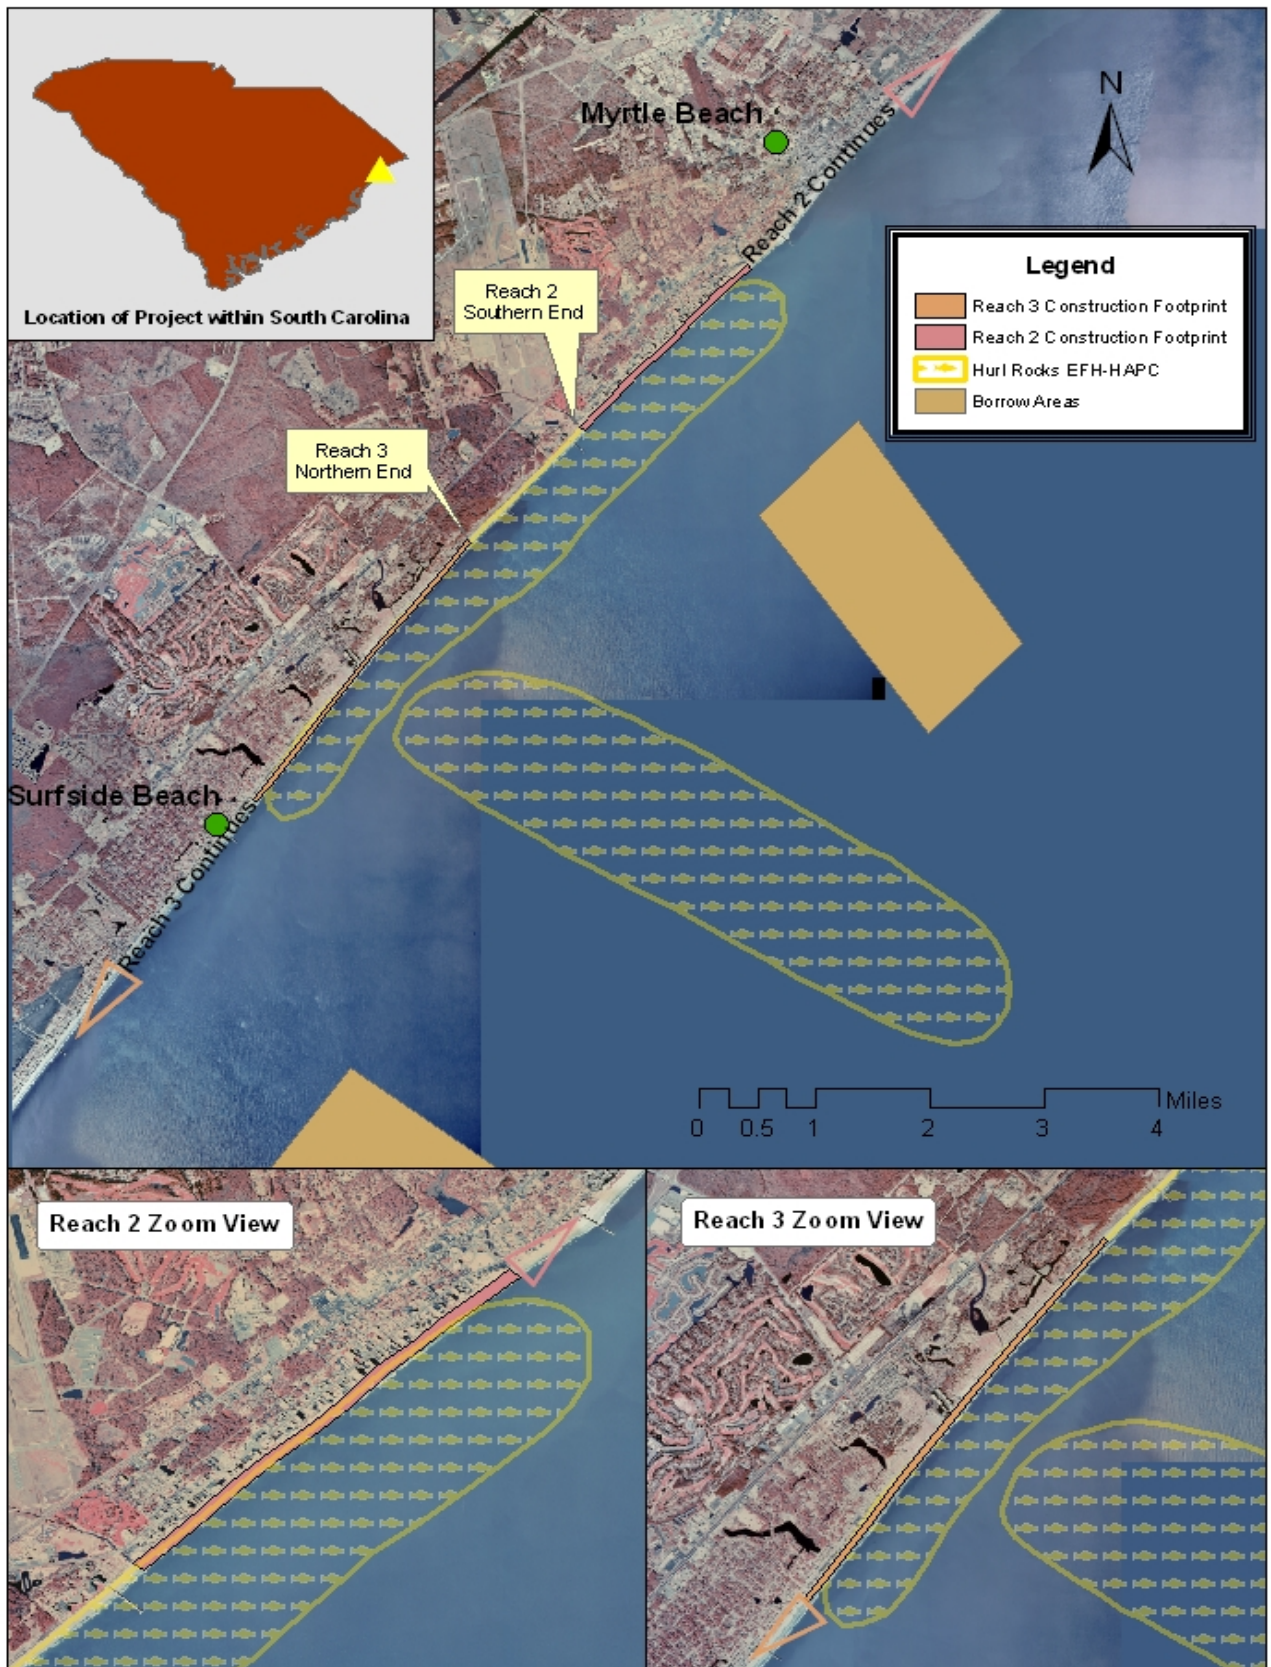 Location of Project within South Carolina
Myrtle Beach
N
Reach 2 Continues
Legend
Reach 3 Construction Footprint
Reach 2 Construction Footprint
Hurl Rocks EFH-HAPC
Borrow Areas
Reach 2
Southern End
Reach 3
Northern End
Surfside Beach
Reach 3 Continues
Miles
0 0.5 1 2 3 4
Reach 2 Zoom View
Reach 3 Zoom View